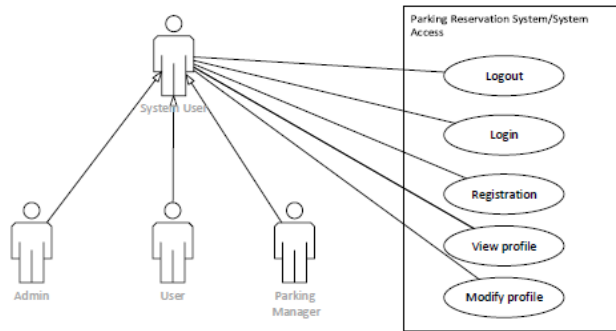 Parking Reservation System/System
Access
Logout
System User
Login
Registration
View profile
Admin
User
Parking
Manager
Modify profile